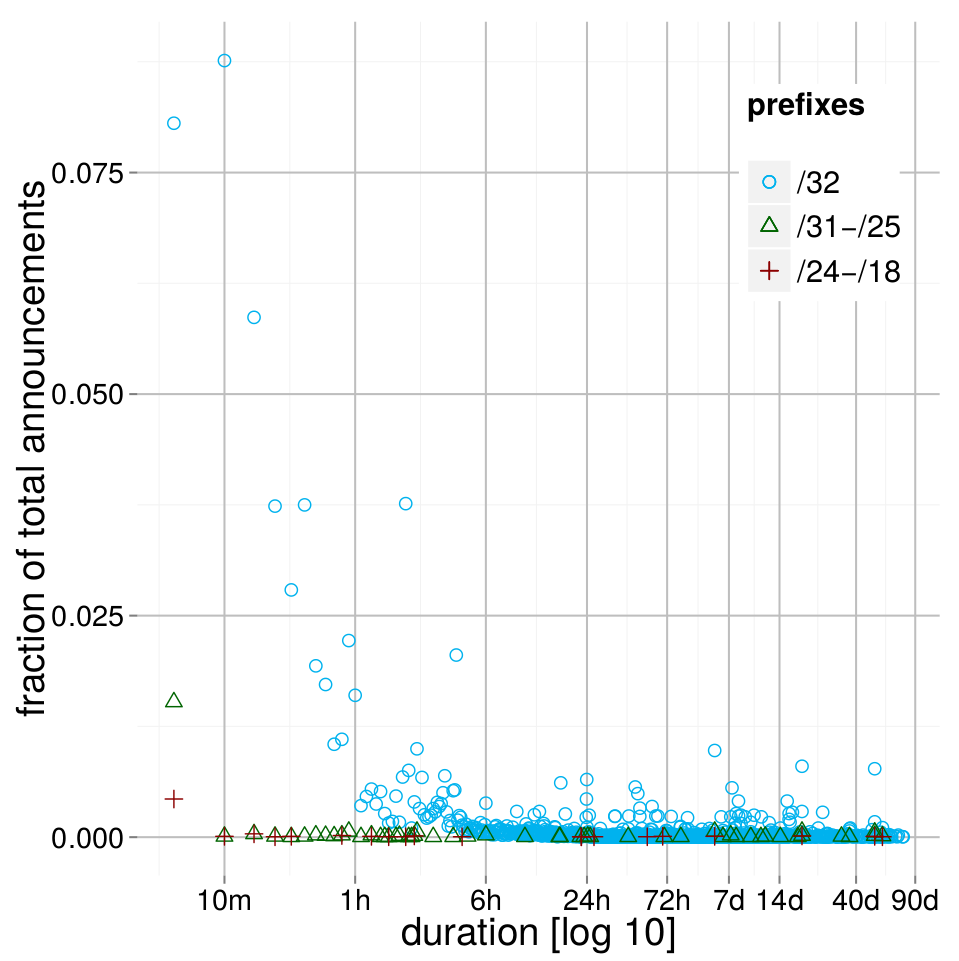 fraction of total announcements
0.075
0.050
0.025
0.000
prefixes
/32
/31−/25
/24−/18
10m 1h 6h 24h 72h 7d 14d 40d 90d
duration [log 10]